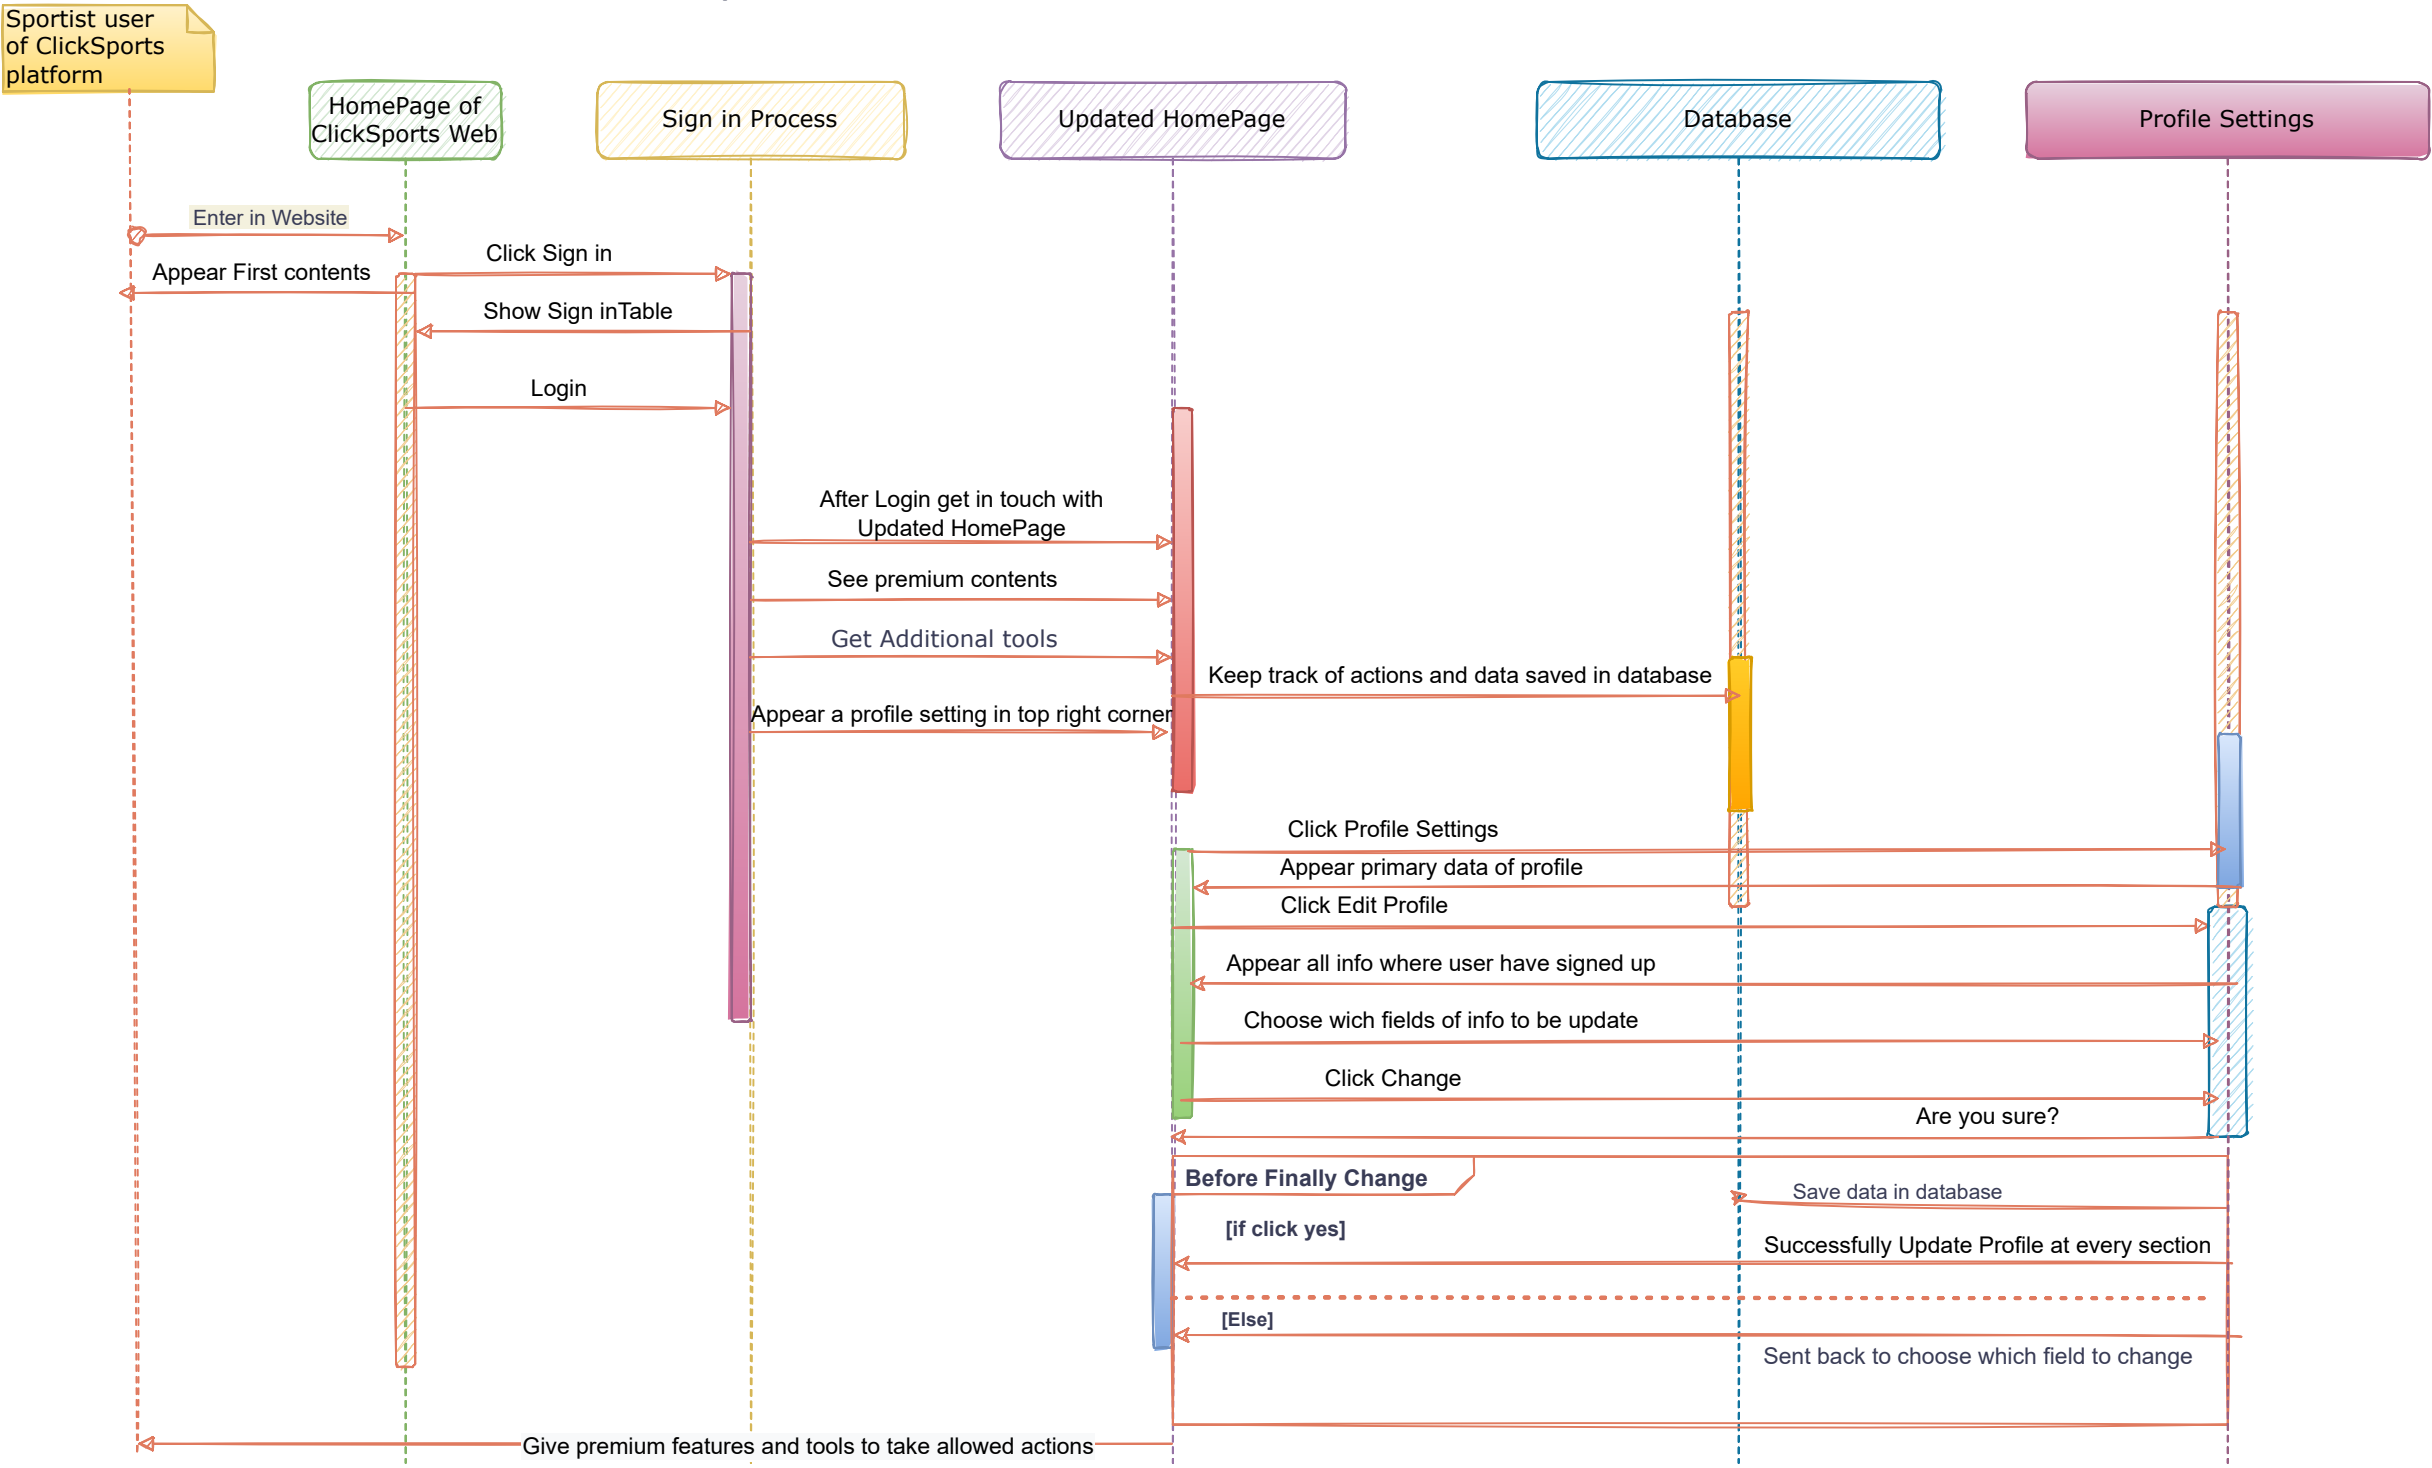 Sportist user
of ClickSports
platform
HomePage of
ClickSports Web
Sign in Process
Updated HomePage
Database
Profile Settings
Enter in Website
Click Sign in
Appear First contents
Show Sign inTable
Login
After Login get in touch with
Updated HomePage
See premium contents
Get Additional tools
Keep track of actions and data saved in database
Appear a profile setting in top right corner
Click Profile Settings
Appear primary data of profile
Click Edit Profile
Appear all info where user have signed up
Choose wich fields of info to be update
Click Change
Are you sure?
Before Finally Change
Save data in database
[if click yes]
Successfully Update Profile at every section
[Else]
Sent back to choose which field to change
Give premium features and tools to take allowed actions